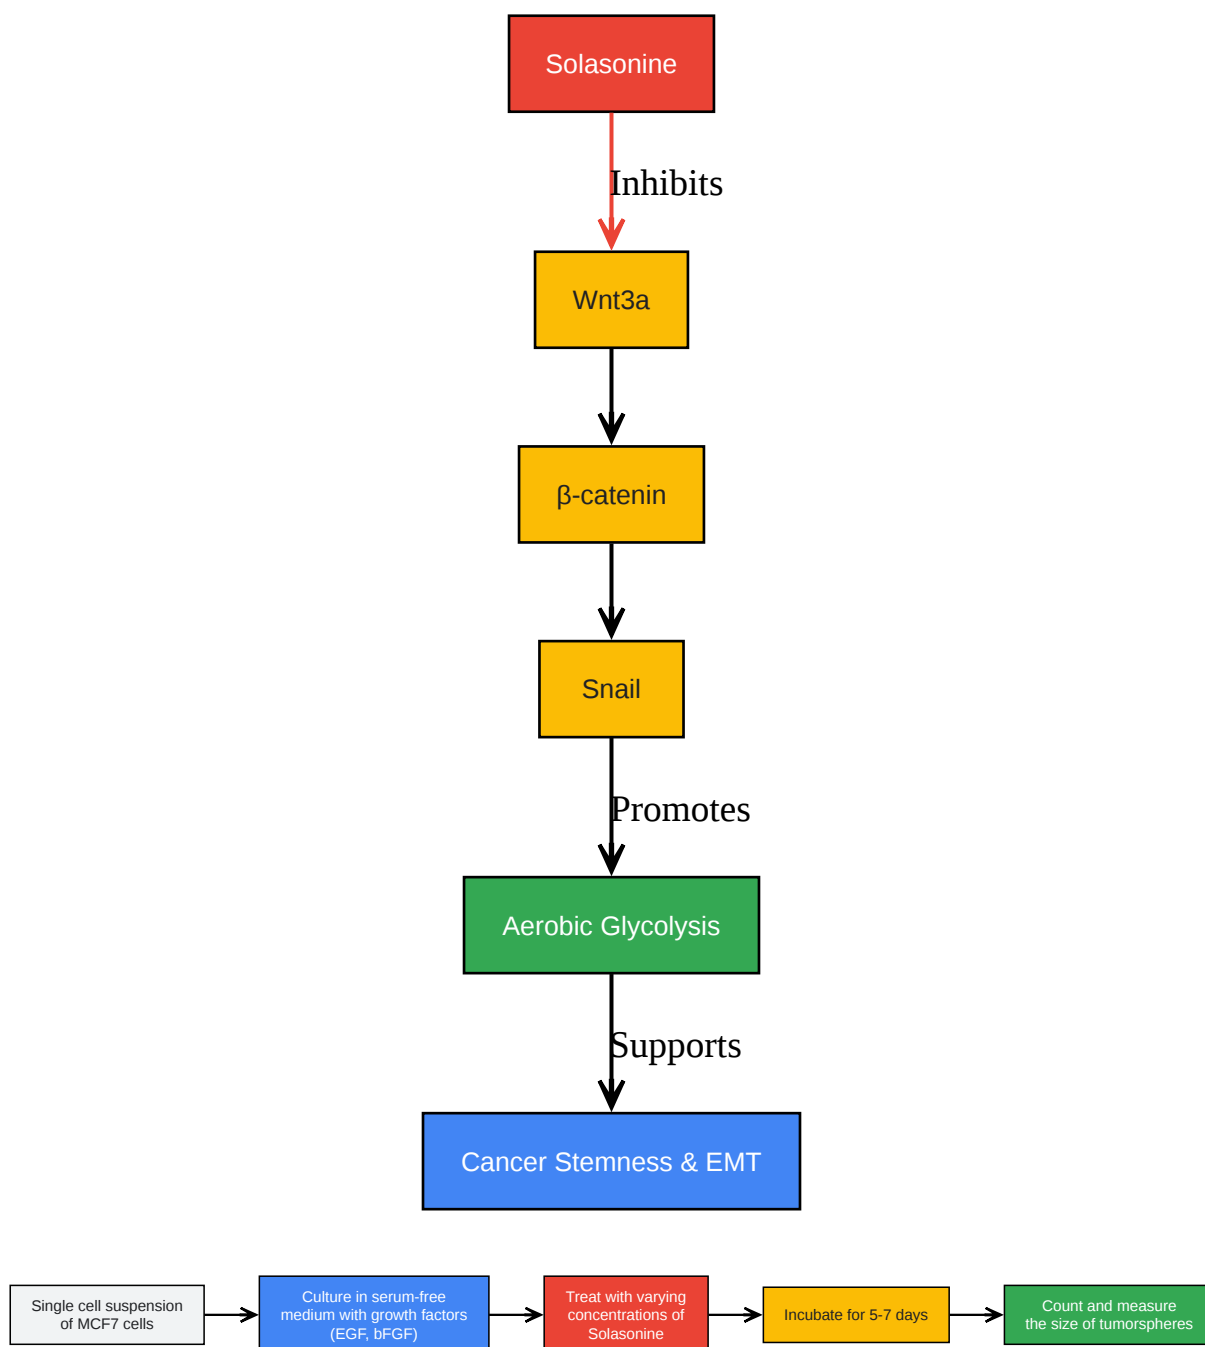 Solasonine
Inhibits
Wnt3a
β-catenin
Snail
Promotes
Aerobic Glycolysis
Supports
Cancer Stemness & EMT
Single cell suspension
of MCF7 cells
Culture in serum-free
medium with growth factors
(EGF, bFGF)
Treat with varying
concentrations of
Solasonine
Incubate for 5-7 days
Count and measure
the size of tumorspheres